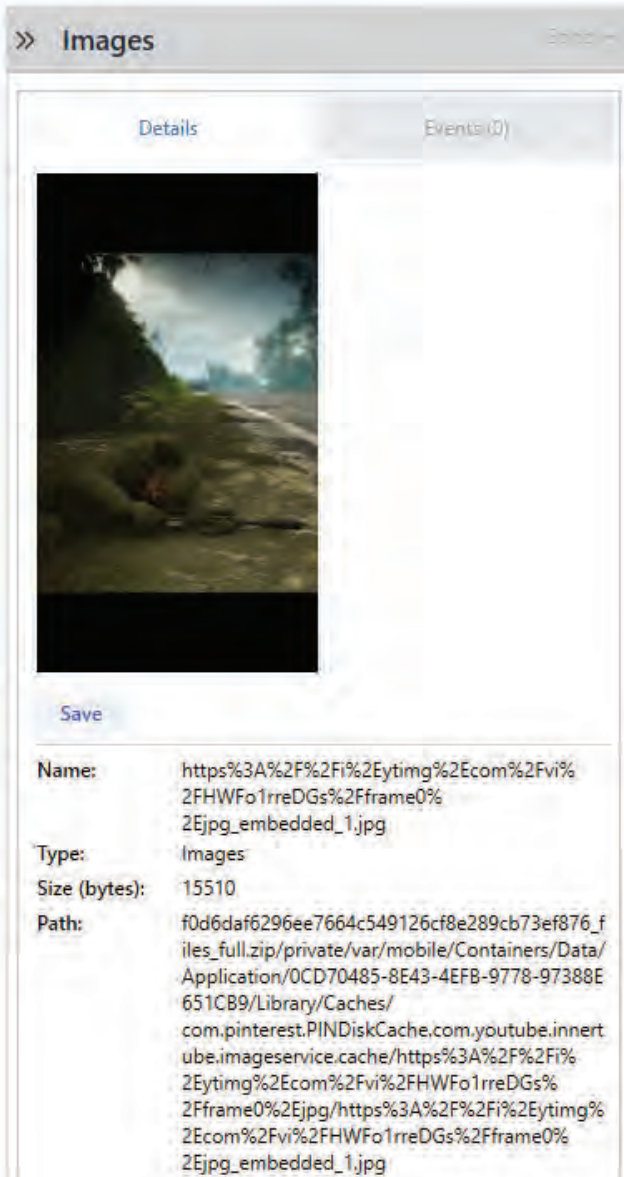 Images
Details
Events (0)
Save
Name:
https%3A%2F%2Fi%2Eytimg%2Ecom%2Fvi%
2FHWFo1rreDGs%2Fframe0%
2Ejpg_embedded_1.jpg
Type:
Images
Size (bytes):
15510
Path:
f0d6daf6296ee7664c549126cf8e289cb73ef876_f
iles_full.zip/private/var/mobile/Containers/Data/
Application/0CD70485-8E43-4EFB-9778-97388E
651CB9/Library/Caches/
com.pinterest.PINDiskCache.com.youtube.innert
ube.imageservice.cache/https%3A%2F%2Fi%
2Eytimg%2Ecom%2Fvi%2FHWFo1rreDGs%
2Fframe0%2Ejpg/https%3A%2F%2Fi%2Eytimg%
2Ecom%2Fvi%2FHWFo1rreDGs%2Fframe0%
2Ejpg_embedded_1.jpg